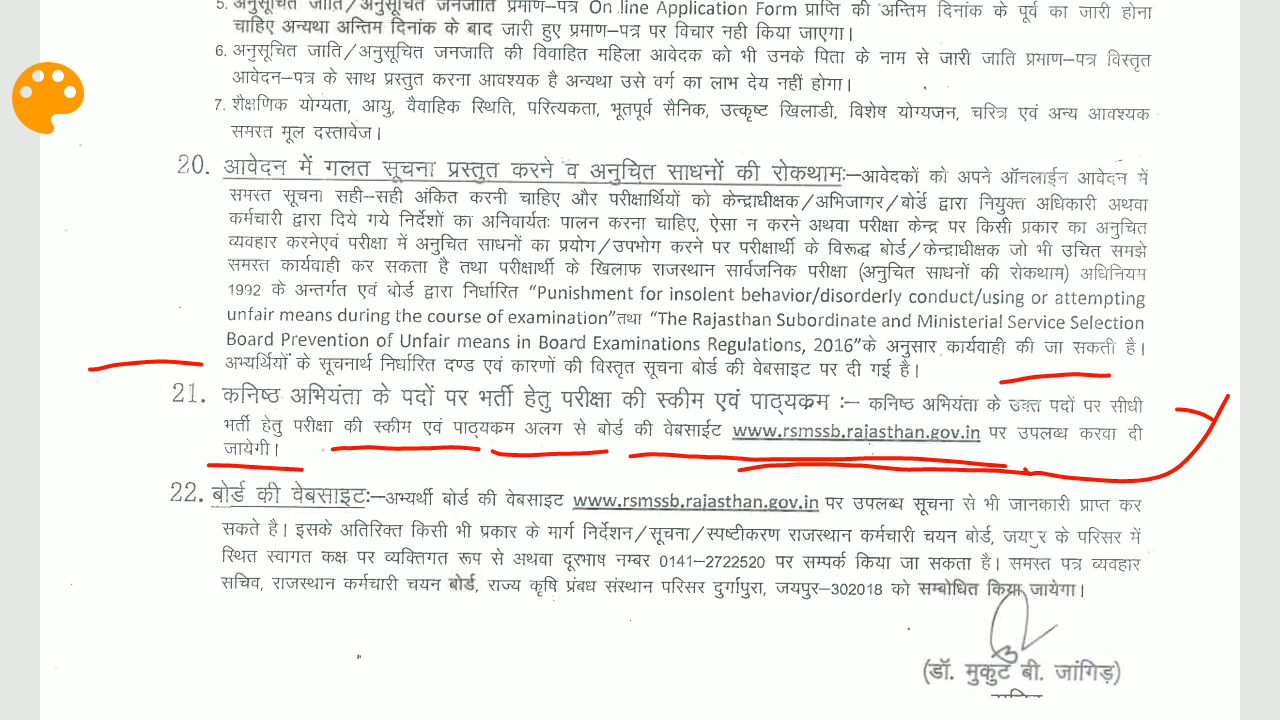 5. अनुसूचित जाति/अनुसूचित जनजाति प्रमाण–पत्र On line Application Form प्राप्ति की अन्तिम दिनांक के पूर्व का जारी होना
चाहिए अन्यथा अन्तिम दिनांक के बाद जारी हुए प्रमाण–पत्र पर विचार नही किया जाएगा।
6. अनुसूचित जाति/अनुसूचित जनजाति की विवाहित महिला आवेदक को भी उनके पिता के नाम से जारी जाति प्रमाण–पत्र विस्तृत
आवेदन–पत्र के साथ प्रस्तुत करना आवश्यक है अन्यथा उसे वर्ग का लाभ देय नहीं होगा।
7. शैक्षणिक योग्यता, आयु, वैवाहिक स्थिति, परित्यकता, भूतपूर्व सैनिक, उत्कृष्ट खिलाडी, विशेष योग्यजन, चरित्र एवं अन्य आवश्यक
समस्त मूल दस्तावेज।
20. आवेदन में गलत सूचना प्रस्तुत करने व अनुचित साधनों की रोकथाम:–आवेदकों को अपने ऑनलाईन आवेदन में
समस्त सूचना सही–सही अंकित करनी चाहिए और परीक्षार्थियों को केन्द्राधीक्षक/अभिजागर/बोर्ड द्वारा नियुक्त अधिकारी अथवा
कर्मचारी द्वारा दिये गये निर्देशों का अनिवार्यतः पालन करना चाहिए, ऐसा न करने अथवा परीक्षा केन्द्र पर किसी प्रकार का अनुचित
व्यवहार करनेएवं परीक्षा में अनुचित साधनों का प्रयोग/उपभोग करने पर परीक्षार्थी के विरूद्ध बोर्ड/केन्द्राधीक्षक जो भी उचित समझे
समस्त कार्यवाही कर सकता है तथा परीक्षार्थी के खिलाफ राजस्थान सार्वजनिक परीक्षा (अनुचित साधनों की रोकथाम) अधिनियम
1992 के अन्तर्गत एवं बोर्ड द्वारा निर्धारित “Punishment for insolent behavior/disorderly conduct/using or attempting
unfair means during the course of examination”तथा “The Rajasthan Subordinate and Ministerial Service Selection
Board Prevention of Unfair means in Board Examinations Regulations, 2016”के अनुसार कार्यवाही की जा सकती है।
अभ्यर्थियों के सूचनार्थ निर्धारित दण्ड एवं कारणों की विस्तृत सूचना बोर्ड की वेबसाइट पर दी गई है।
21. कनिष्ठ अभियंता के पदों पर भर्ती हेतु परीक्षा की स्कीम एवं पाठ्यकम :– कनिष्ठ अभियंता के उक्त पदों पर सीधी
भर्ती हेतु परीक्षा की स्कीम एवं पाठ्यकम अलग से बोर्ड की वेबसाईट www.rsmssb.rajasthan.gov.in पर उपलब्ध करवा दी
जायेगी।
22. बोर्ड की वेबसाइट:–अभ्यर्थी बोर्ड की वेबसाइट www.rsmssb.rajasthan.gov.in पर उपलब्ध सूचना से भी जानकारी प्राप्त कर
सकते है। इसके अतिरिक्त किसी भी प्रकार के मार्ग निर्देशन/सूचना/स्पष्टीकरण राजस्थान कर्मचारी चयन बोर्ड, जयपुर के परिसर में
स्थित स्वागत कक्ष पर व्यक्तिगत रूप से अथवा दूरभाष नम्बर 0141–2722520 पर सम्पर्क किया जा सकता है। समस्त पत्र व्यवहार
सचिव, राजस्थान कर्मचारी चयन बोर्ड, राज्य कृषि प्रंबध संस्थान परिसर दुर्गापुरा, जयपुर–302018 को सम्बोधित किया जायेगा।
(डॉ. मुकुट बी. जांगिड़)